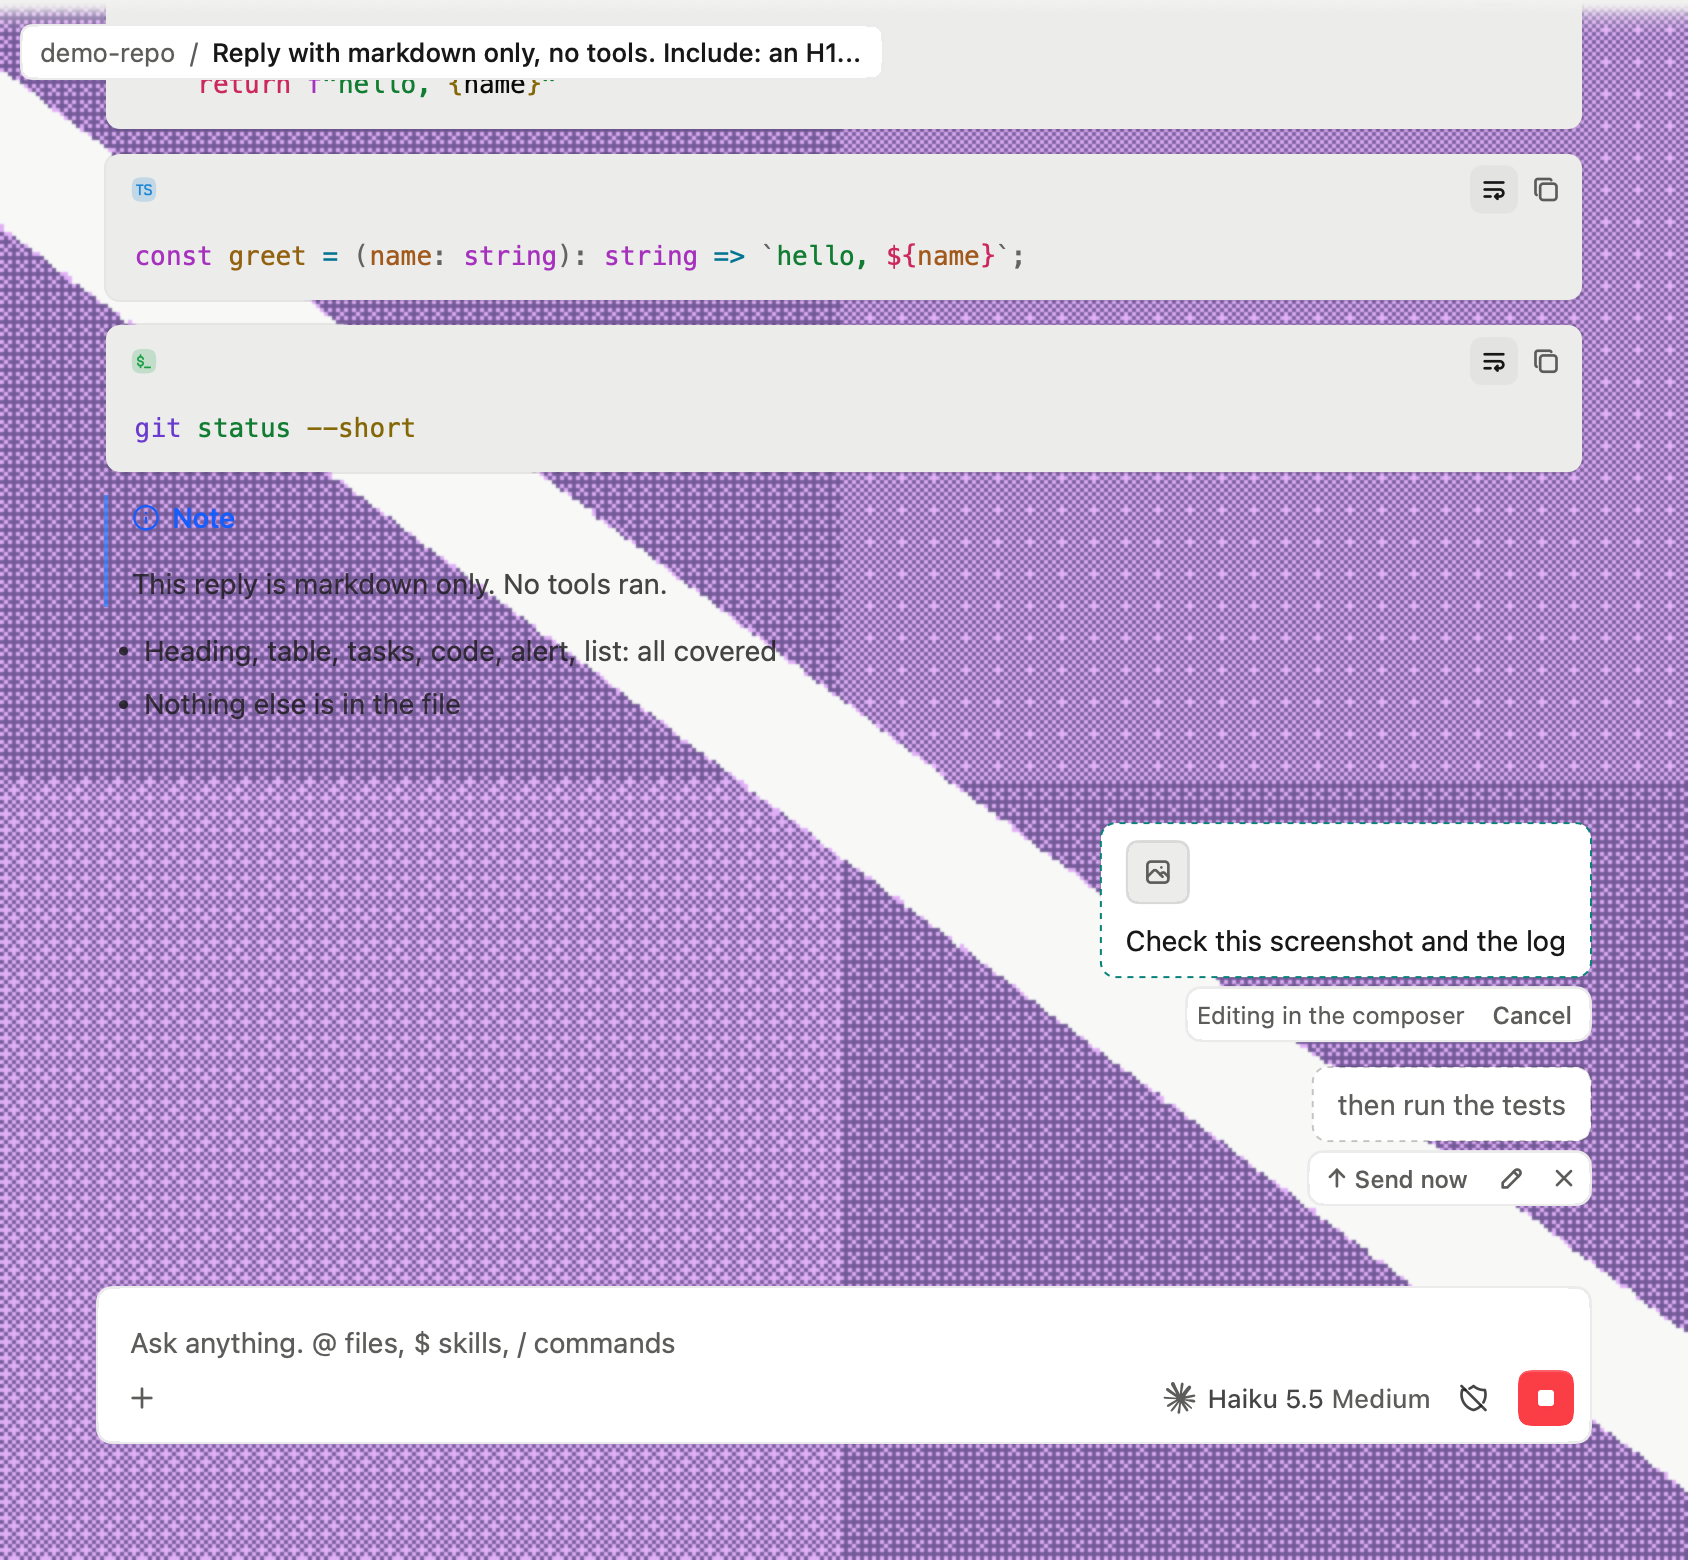 demo-repo / Reply with markdown only, no tools. Include: an H1...
return f"hello, {name}"
TS
const greet = (name: string): string => `hello, ${name}`;
$_
git status --short
Note
This reply is markdown only. No tools ran.
• Heading, table, tasks, code, alert, list: all covered
• Nothing else is in the file
Check this screenshot and the log
Editing in the composer Cancel
then run the tests
Send now
Ask anything. @ files, $ skills, / commands
Haiku 5.5 Medium